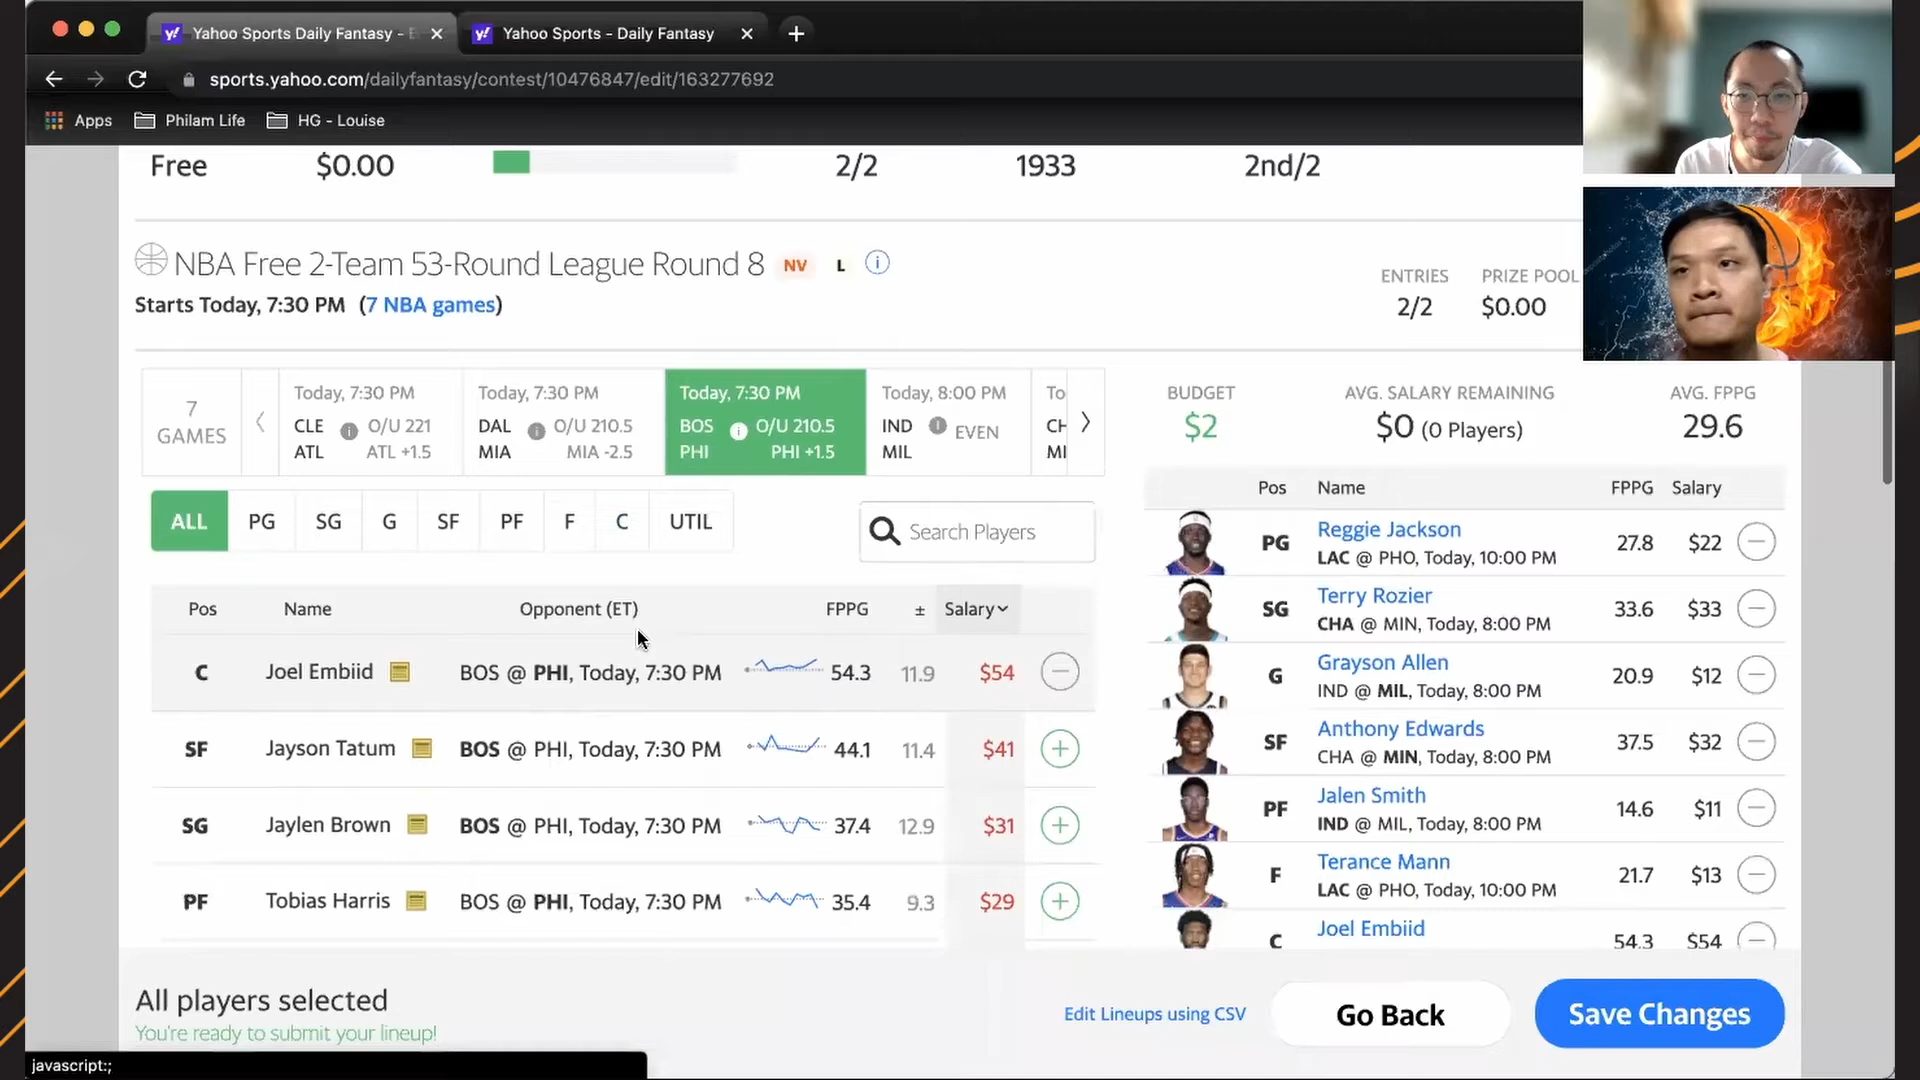 Yahoo Sports Daily Fantasy -
Yahoo Sports - Daily Fantasy
sports.yahoo.com/dailyfantasy/contest/10476847/edit/163277692
Apps
Philam Life
HG - Louise
Free $0.00 2/2 1933 2nd/2
NBA Free 2-Team 53-Round League Round 8 NV L
Starts Today, 7:30 PM (7 NBA games)
ENTRIES PRIZE POOL
2/2 $0.00
7 GAMES
Today, 7:30 PM
CLE O/U 221
ATL ATL +1.5
Today, 7:30 PM
DAL O/U 210.5
MIA MIA -2.5
Today, 7:30 PM
BOS O/U 210.5
PHI PHI +1.5
Today, 8:00 PM
IND EVEN
MIL
To
CH
MI
BUDGET AVG. SALARY REMAINING AVG. FPPG
$2 $0 (0 Players) 29.6
ALL PG SG G SF PF F C UTIL
Search Players
Pos Name Opponent (ET) FPPG ± Salary
C Joel Embiid BOS @ PHI, Today, 7:30 PM 54.3 11.9 $54
SF Jayson Tatum BOS @ PHI, Today, 7:30 PM 44.1 11.4 $41
SG Jaylen Brown BOS @ PHI, Today, 7:30 PM 37.4 12.9 $31
PF Tobias Harris BOS @ PHI, Today, 7:30 PM 35.4 9.3 $29
Pos Name FPPG Salary
PG Reggie Jackson 27.8 $22
LAC @ PHO, Today, 10:00 PM
SG Terry Rozier 33.6 $33
CHA @ MIN, Today, 8:00 PM
G Grayson Allen 20.9 $12
IND @ MIL, Today, 8:00 PM
SF Anthony Edwards 37.5 $32
CHA @ MIN, Today, 8:00 PM
PF Jalen Smith 14.6 $11
IND @ MIL, Today, 8:00 PM
F Terance Mann 21.7 $13
LAC @ PHO, Today, 10:00 PM
C Joel Embiid 54.3 $54
All players selected
You're ready to submit your lineup!
Edit Lineups using CSV
Go Back
Save Changes
javascript:;